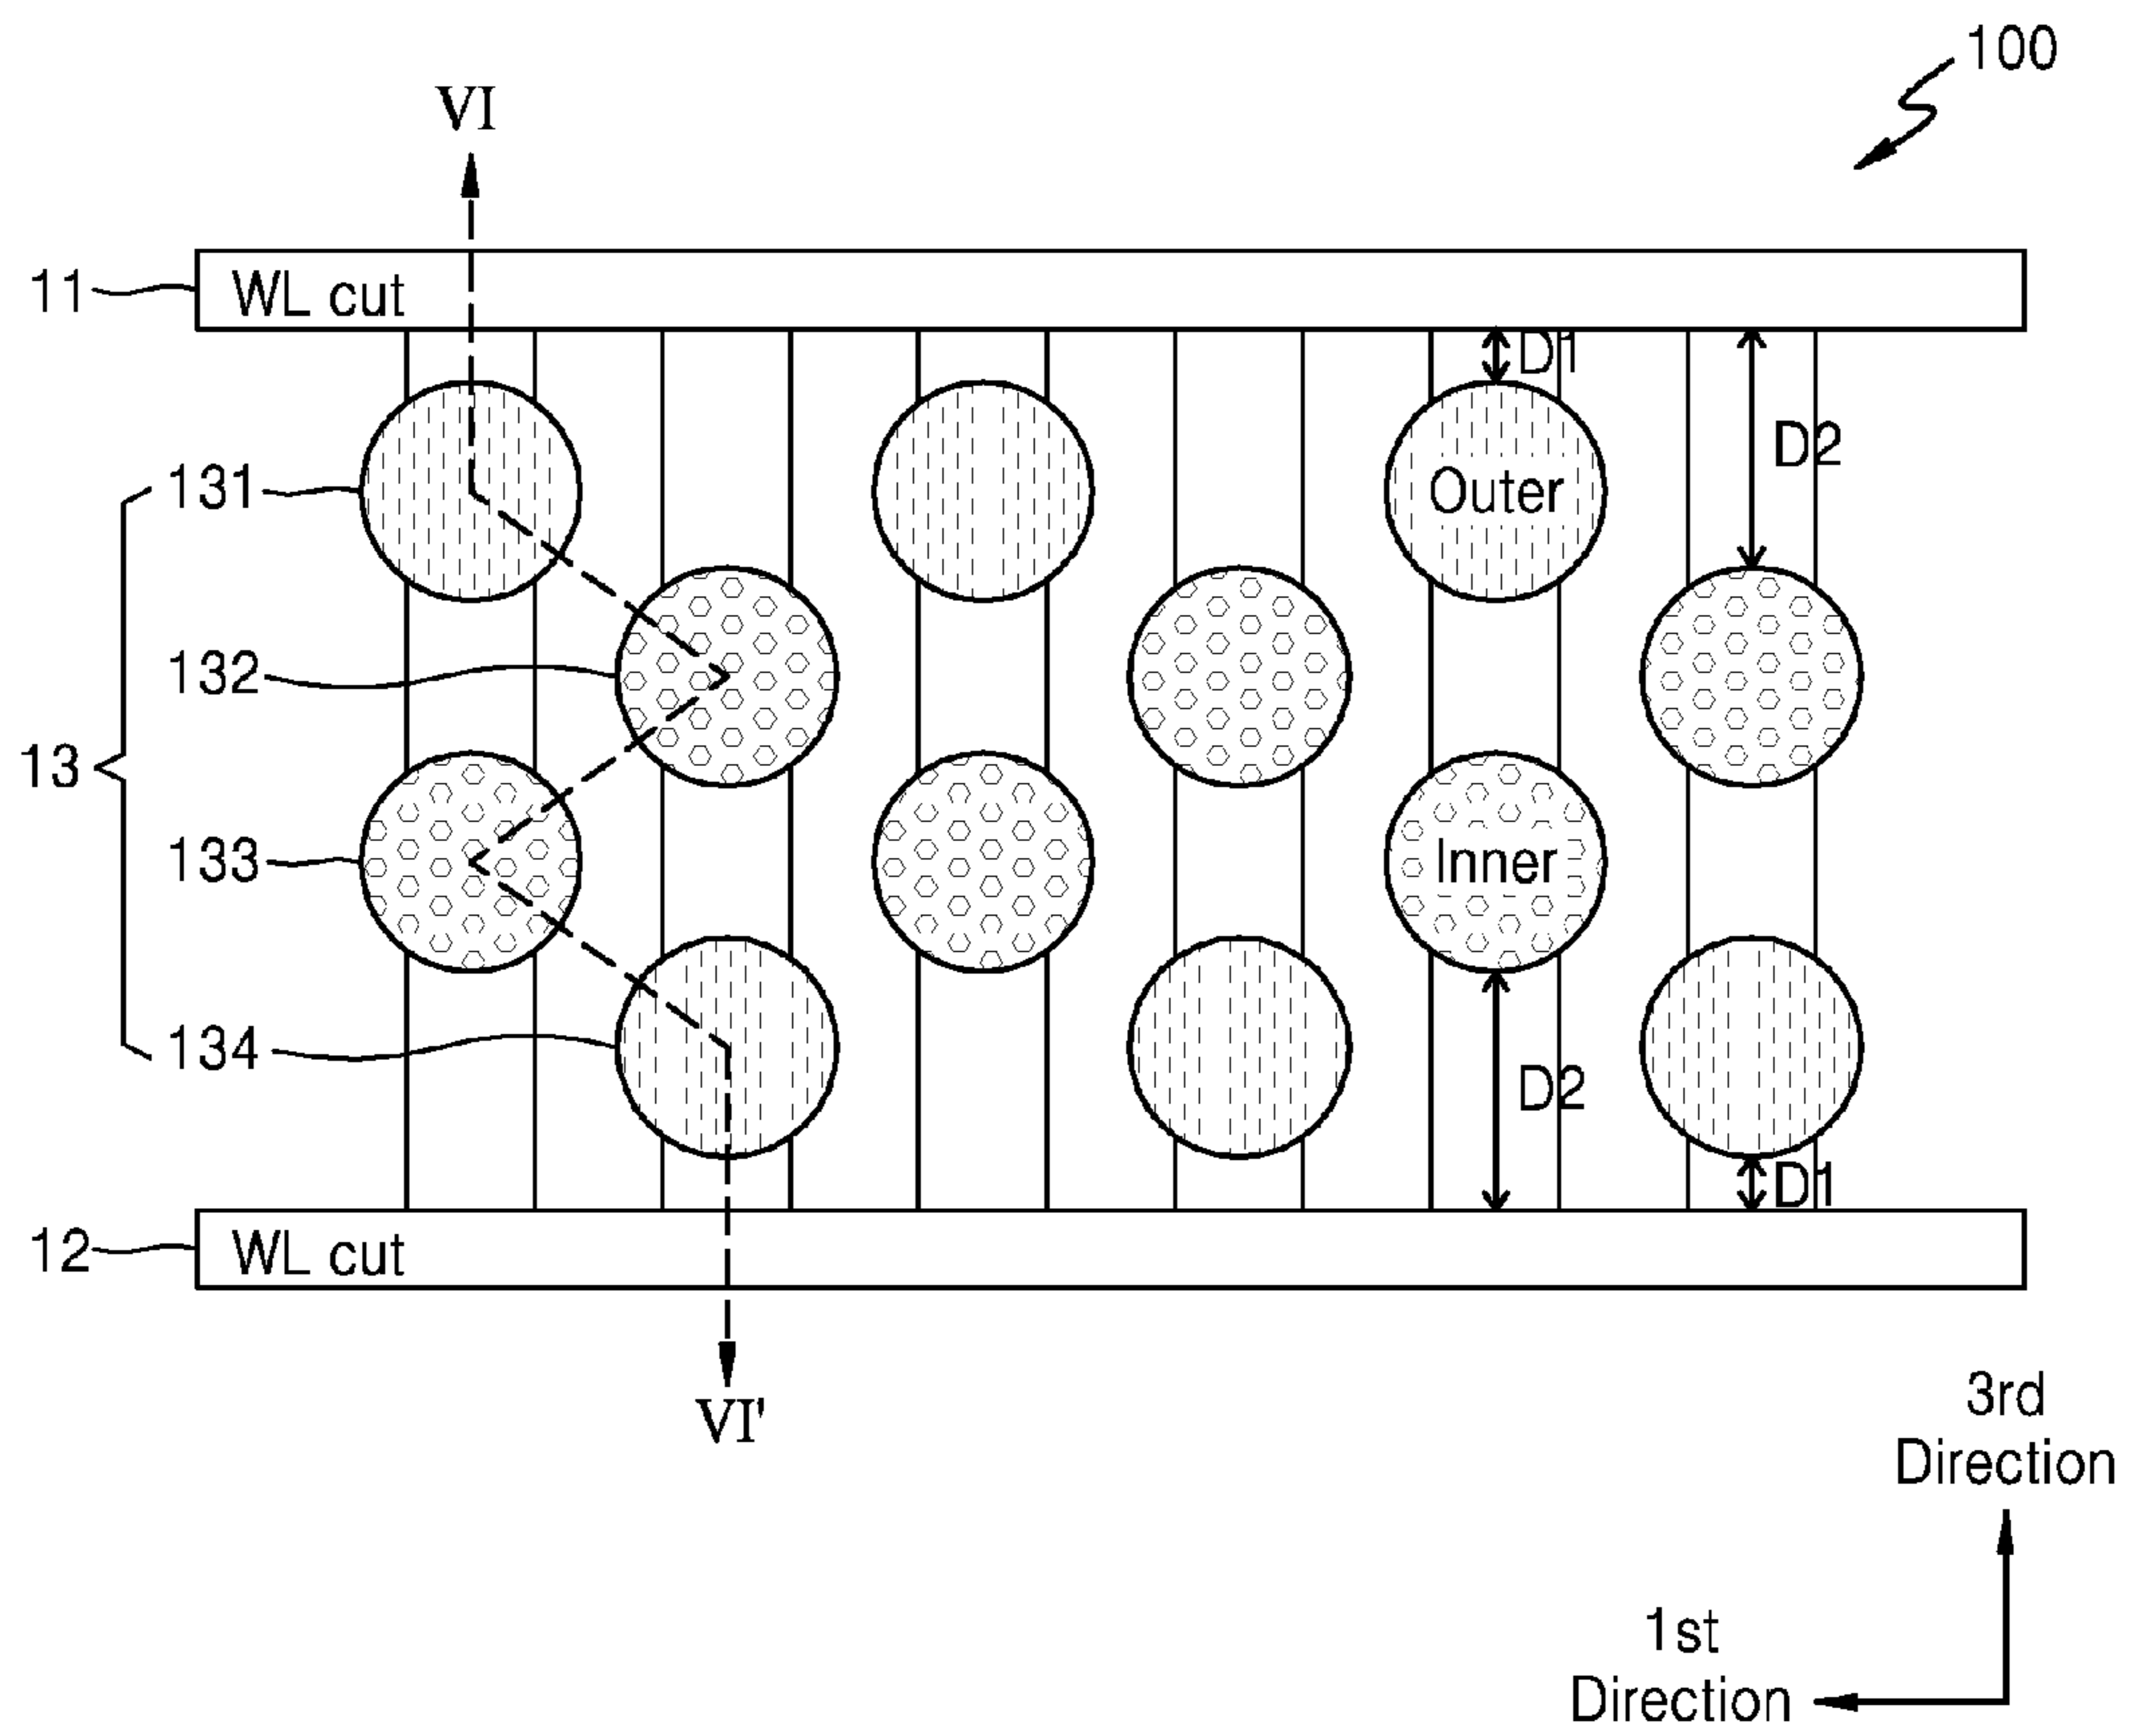 100
VI
11
WL cut
D1
D2
131
Outer
132
13
133
Inner
134
D2
D1
12
WL cut
VI'
3rd
Direction
1st
Direction